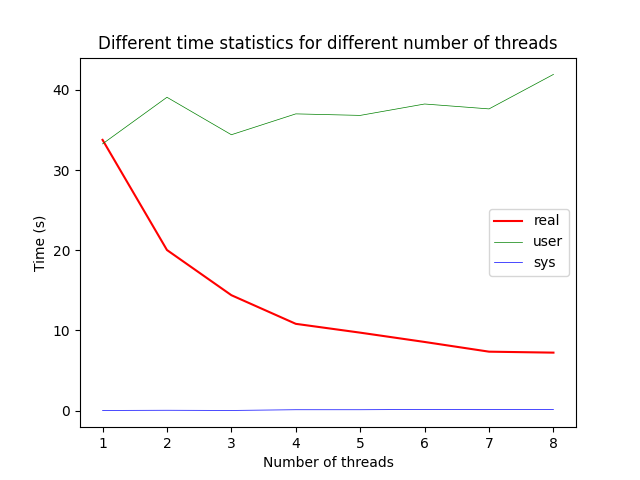 Different time statistics for different number of threads
40
30
20
10
0
Time (s)
real
user
sys
1 2 3 4 5 6 7 8
Number of threads